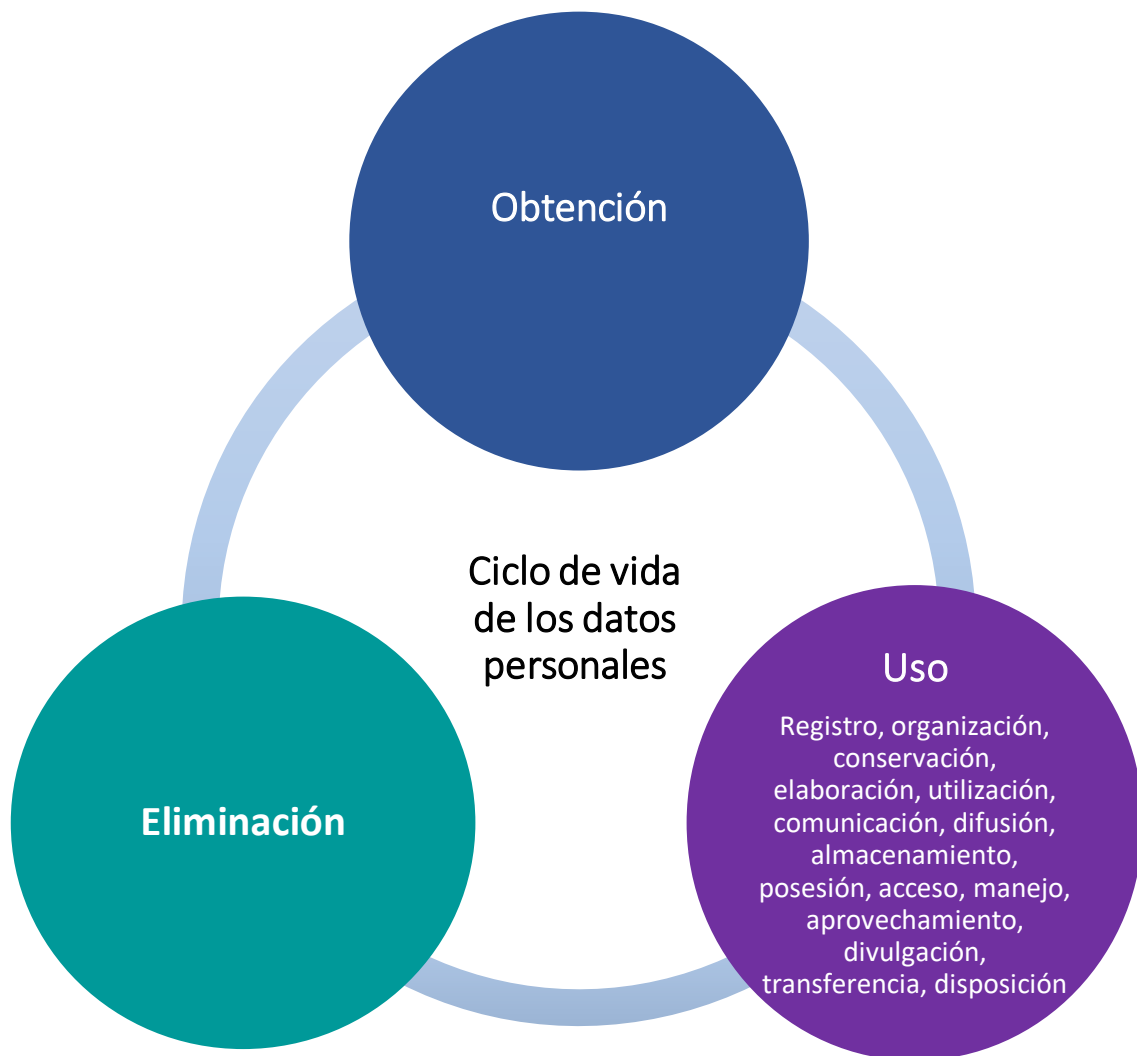 Obtención
Ciclo de vida
de los datos
personales
Uso
Registro, organización,
conservación,
elaboración, utilización,
comunicación, difusión,
almacenamiento,
posesión, acceso, manejo,
aprovechamiento,
divulgación,
transferencia, disposición
Eliminación